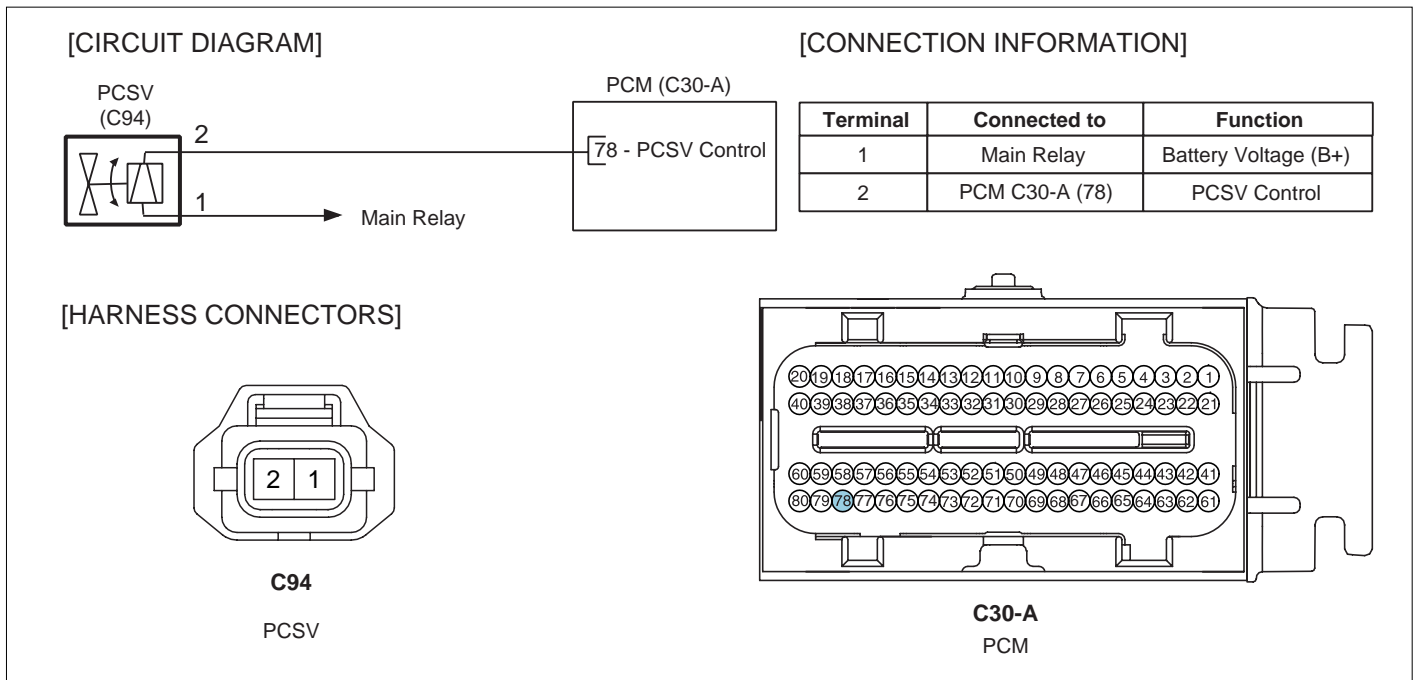 [CIRCUIT DIAGRAM]
PCSV
(C94)
2
1
Main Relay
PCM (C30-A)
78 - PCSV Control
[CONNECTION INFORMATION]
Terminal Connected to Function
1 Main Relay Battery Voltage (B+)
2 PCM C30-A (78) PCSV Control
[HARNESS CONNECTORS]
2 1
C94
PCSV
20 19 18 17 16 15 14 13 12 11 10 9 8 7 6 5 4 3 2 1
40 39 38 37 36 35 34 33 32 31 30 29 28 27 26 25 24 23 22 21
60 59 58 57 56 55 54 53 52 51 50 49 48 47 46 45 44 43 42 41
80 79 78 77 76 75 74 73 72 71 70 69 68 67 66 65 64 63 62 61
C30-A
PCM